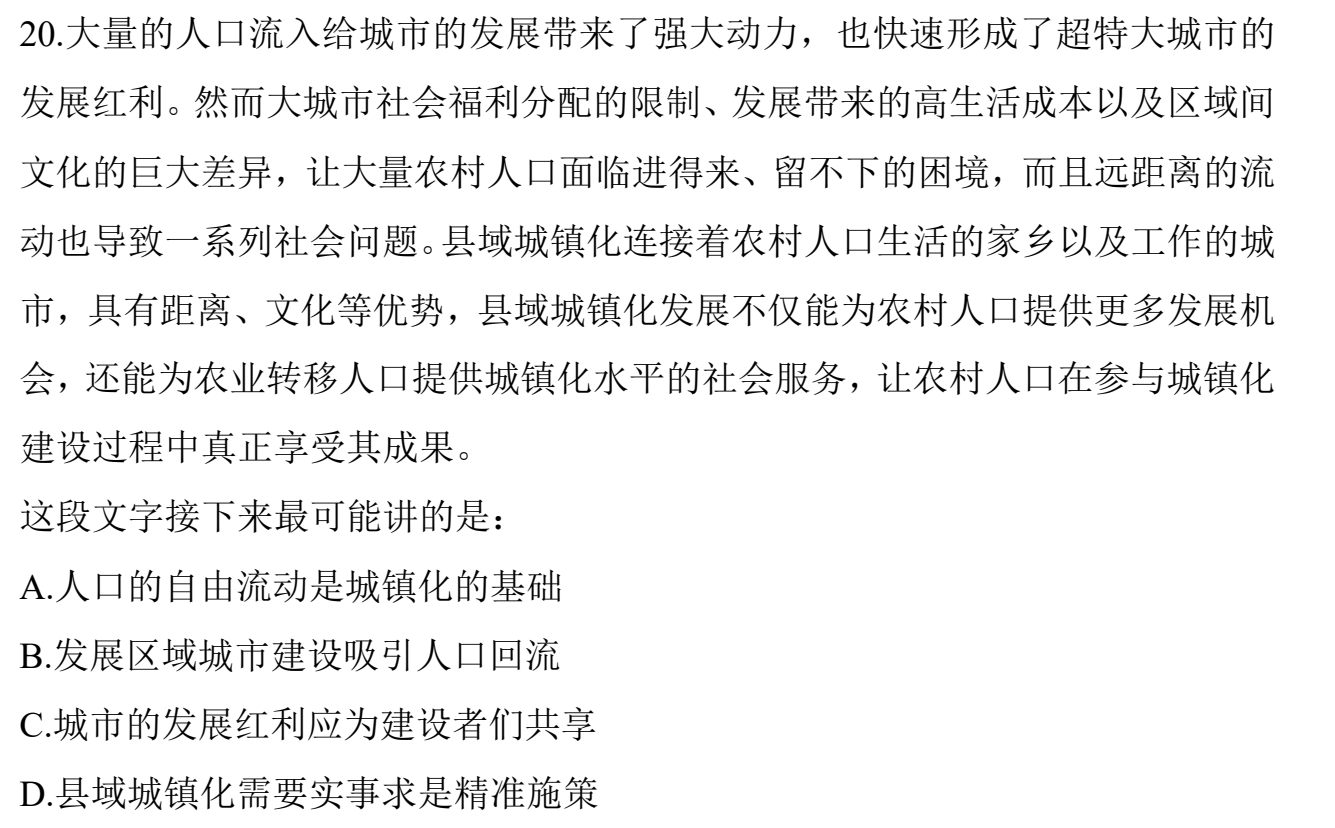 20.大量的人口流入给城市的发展带来了强大动力，也快速形成了超特大城市的
发展红利。然而大城市社会福利分配的限制、发展带来的高生活成本以及区域间
文化的巨大差异，让大量农村人口面临进得来、留不下的困境，而且远距离的流
动也导致一系列社会问题。县域城镇化连接着农村人口生活的家乡以及工作的城
市，具有距离、文化等优势，县域城镇化发展不仅能为农村人口提供更多发展机
会，还能为农业转移人口提供城镇化水平的社会服务，让农村人口在参与城镇化
建设过程中真正享受其成果。
这段文字接下来最可能讲的是：
A.人口的自由流动是城镇化的基础
B.发展区域城市建设吸引人口回流
C.城市的发展红利应为建设者们共享
D.县域城镇化需要实事求是精准施策